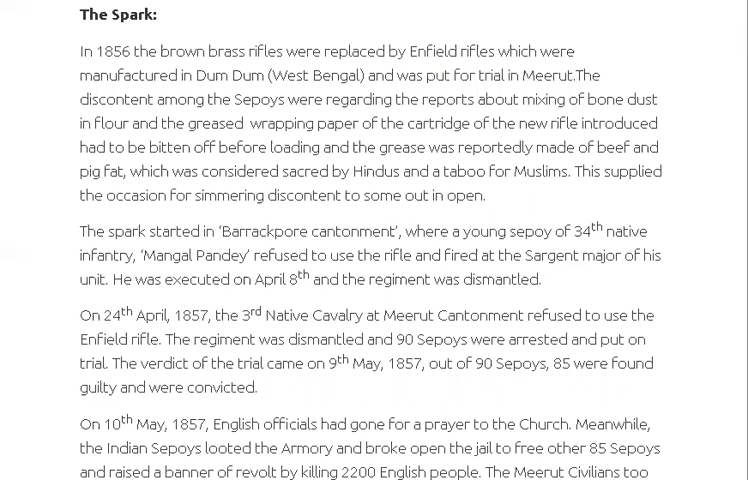 The Spark:
In 1856 the brown brass rifles were replaced by Enfield rifles which were
manufactured in Dum Dum (West Bengal) and was put for trial in Meerut.The
discontent among the Sepoys were regarding the reports about mixing of bone dust
in flour and the greased wrapping paper of the cartridge of the new rifle introduced
had to be bitten off before loading and the grease was reportedly made of beef and
pig fat, which was considered sacred by Hindus and a taboo for Muslims. This supplied
the occasion for simmering discontent to some out in open.
The spark started in ‘Barrackpore cantonment’, where a young sepoy of 34th native
infantry, ‘Mangal Pandey’ refused to use the rifle and fired at the Sargent major of his
unit. He was executed on April 8th and the regiment was dismantled.
On 24th April, 1857, the 3rd Native Cavalry at Meerut Cantonment refused to use the
Enfield rifle. The regiment was dismantled and 90 Sepoys were arrested and put on
trial. The verdict of the trial came on 9th May, 1857, out of 90 Sepoys, 85 were found
guilty and were convicted.
On 10th May, 1857, English officials had gone for a prayer to the Church. Meanwhile,
the Indian Sepoys looted the Armory and broke open the jail to free other 85 Sepoys
and raised a banner of revolt by killing 2200 English people. The Meerut Civilians too